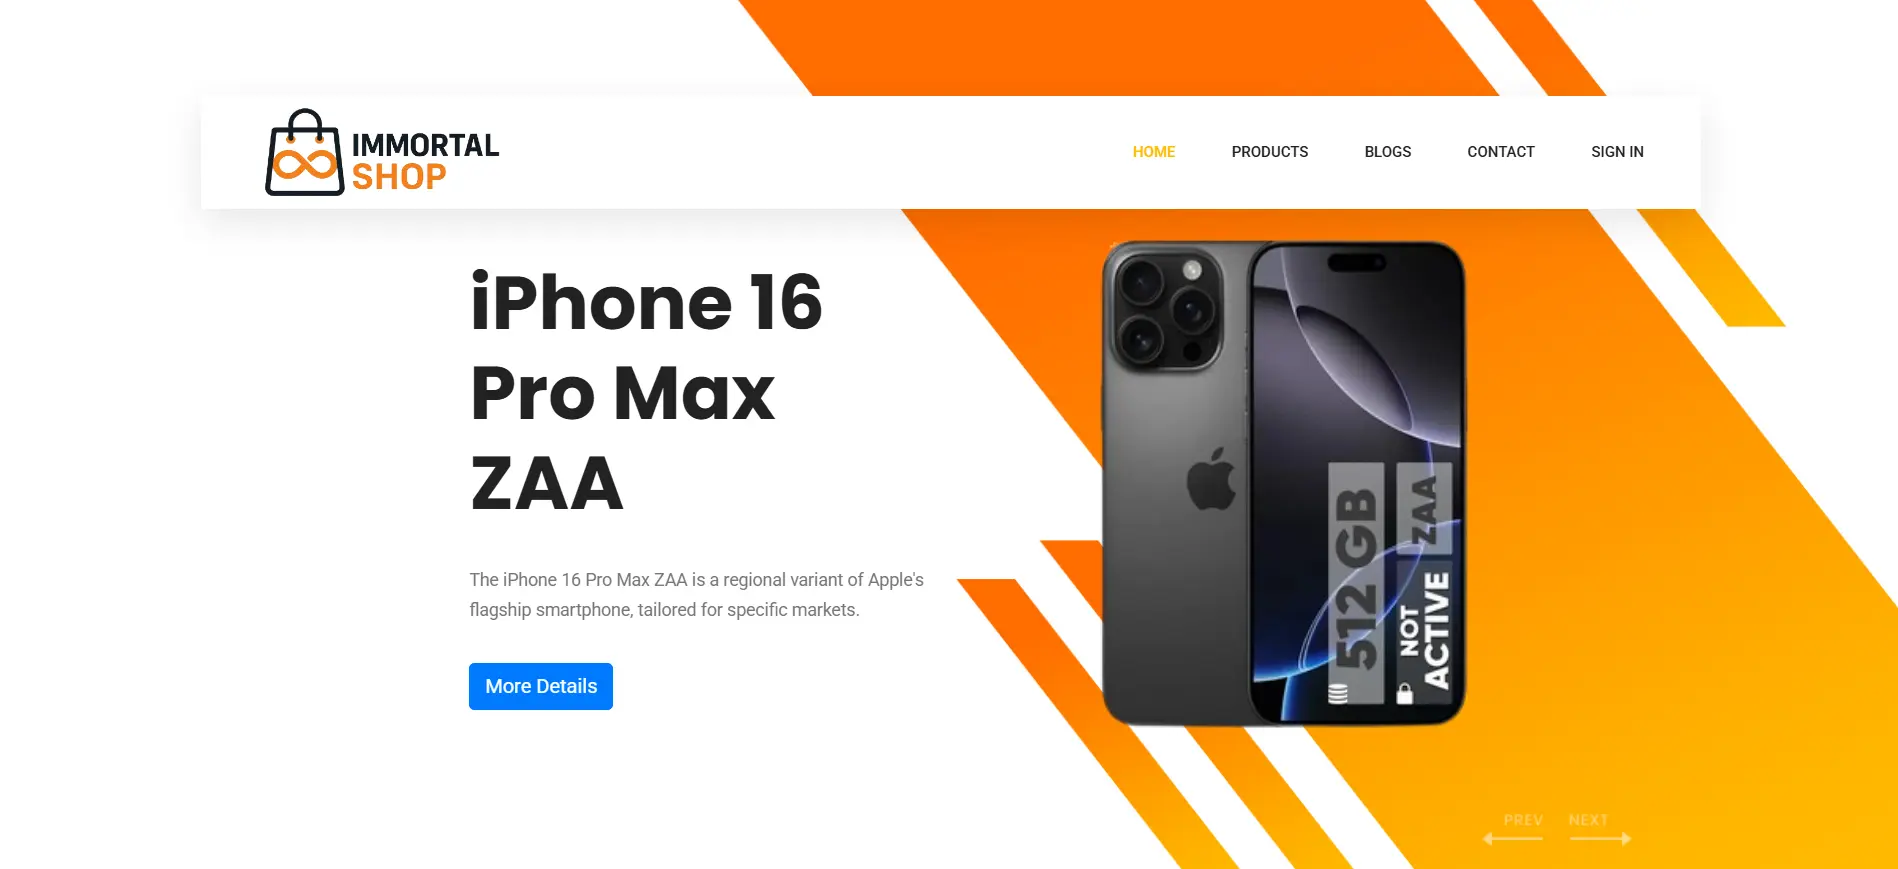 IMMORTAL
SHOP
HOME
PRODUCTS
BLOGS
CONTACT
SIGN IN
iPhone 16
Pro Max
ZAA
The iPhone 16 Pro Max ZAA is a regional variant of Apple's
flagship smartphone, tailored for specific markets.
More Details
512 GB
ZAA
NOT
ACTIVE
PREV
NEXT